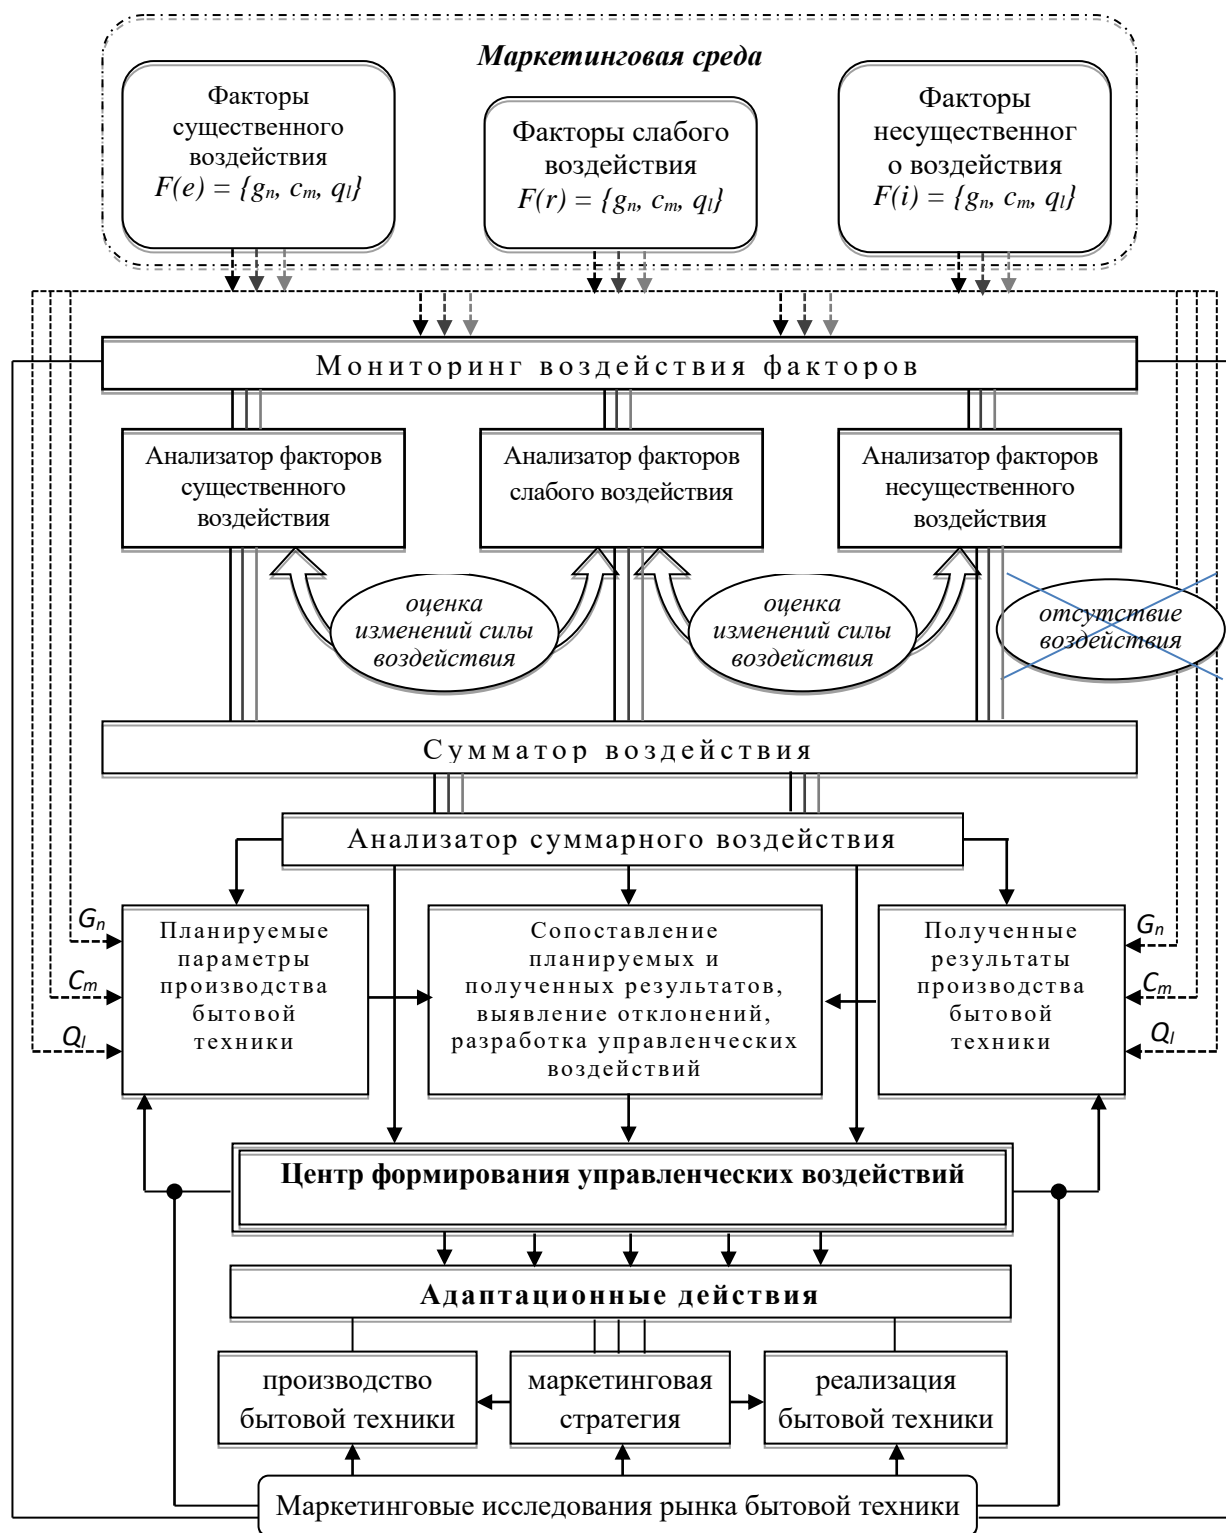 Маркетинговая среда
Факторы
существенного
воздействия
F(e) = {gn, cm, ql}
Факторы слабого
воздействия
F(r) = {gn, cm, ql}
Факторы
несущественног
о воздействия
F(i) = {gn, cm, ql}
Мониторинг воздействия факторов
Анализатор факторов
существенного
воздействия
Анализатор факторов
слабого воздействия
Анализатор факторов
несущественного
воздействия
оценка
изменений силы
воздействия
оценка
изменений силы
воздействия
отсутствие
воздействия
Сумматор воздействия
Анализатор суммарного воздействия
Gn
Cm
Ql
Планируемые
параметры
производства
бытовой
техники
Сопоставление
планируемых и
полученных результатов,
выявление отклонений,
разработка управленческих
воздействий
Полученные
результаты
производства
бытовой
техники
Gn
Cm
Ql
Центр формирования управленческих воздействий
Адаптационные действия
производство
бытовой техники
маркетинговая
стратегия
реализация
бытовой техники
Маркетинговые исследования рынка бытовой техники